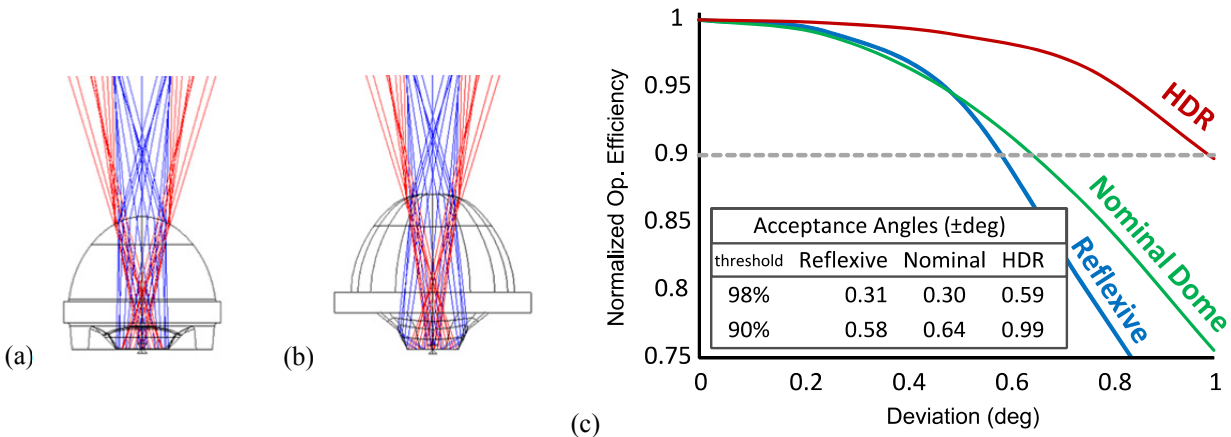 (a)
(b)
(c)
Normalized Op. Efficiency
1
0.95
0.9
0.85
0.8
0.75
HDR
Nominal Dome
Reflexive
Acceptance Angles (±deg)
threshold Reflexive Nominal HDR
98% 0.31 0.30 0.59
90% 0.58 0.64 0.99
0 0.2 0.4 0.6 0.8 1
Deviation (deg)